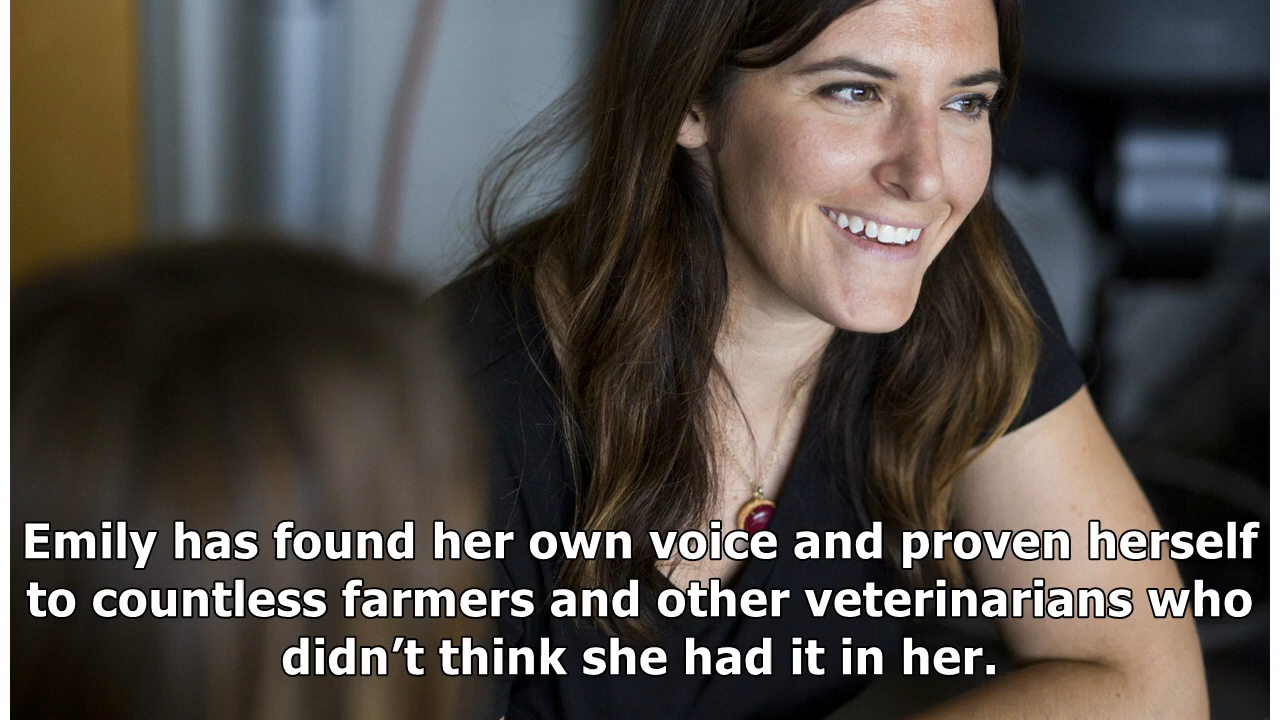 Emily has found her own voice and proven herself
to countless farmers and other veterinarians who
didn’t think she had it in her.